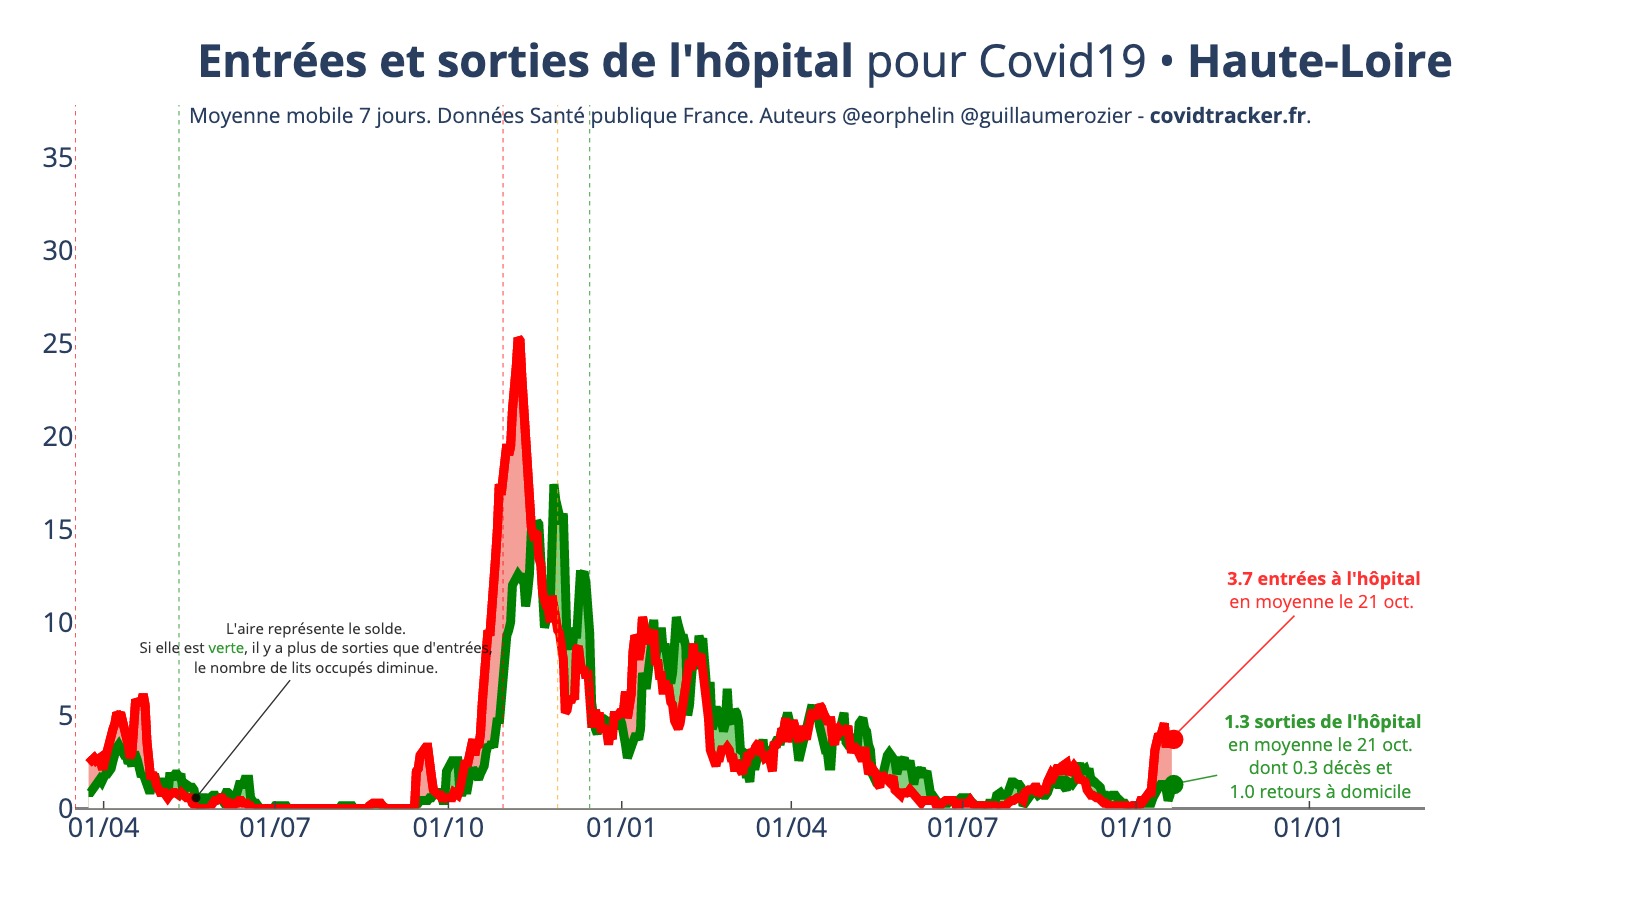 Entrées et sorties de l'hôpital pour Covid19 • Haute-Loire
Moyenne mobile 7 jours. Données Santé publique France. Auteurs @eorphelin @guillaumerozier - covidtracker.fr.
35
30
25
20
15
10
5
0
L'aire représente le solde.
Si elle est verte, il y a plus de sorties que d'entrées,
le nombre de lits occupés diminue.
3.7 entrées à l'hôpital
en moyenne le 21 oct.
1.3 sorties de l'hôpital
en moyenne le 21 oct.
dont 0.3 décès et
1.0 retours à domicile
01/04 01/07 01/10 01/01 01/04 01/07 01/10 01/01